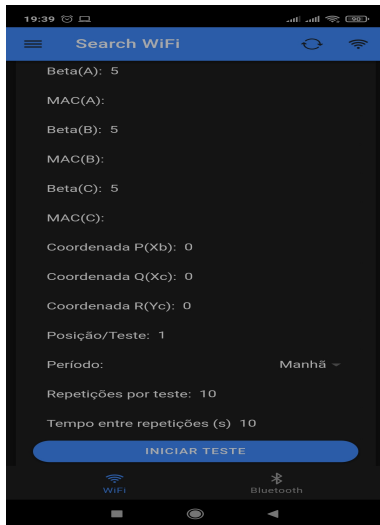 19:39 90
Search WiFi
Beta(A): 5
MAC(A):
Beta(B): 5
MAC(B):
Beta(C): 5
MAC(C):
Coordenada P(Xb): 0
Coordenada Q(Xc): 0
Coordenada R(Yc): 0
Posição/Teste: 1
Período: Manhã
Repetições por teste: 10
Tempo entre repetições (s) 10
INICIAR TESTE
WiFi Bluetooth